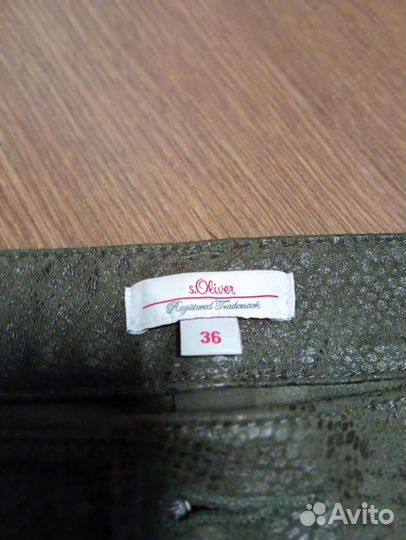 s.Oliver
Registered Trademark
36
Avito